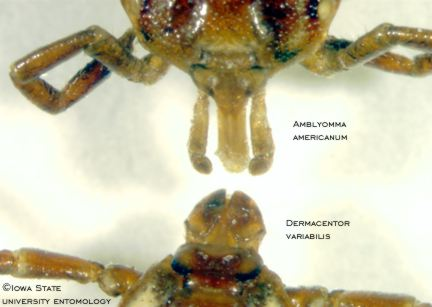 Amblyomma
americanum
Dermacentor
variabilis
©Iowa State
University Entomology